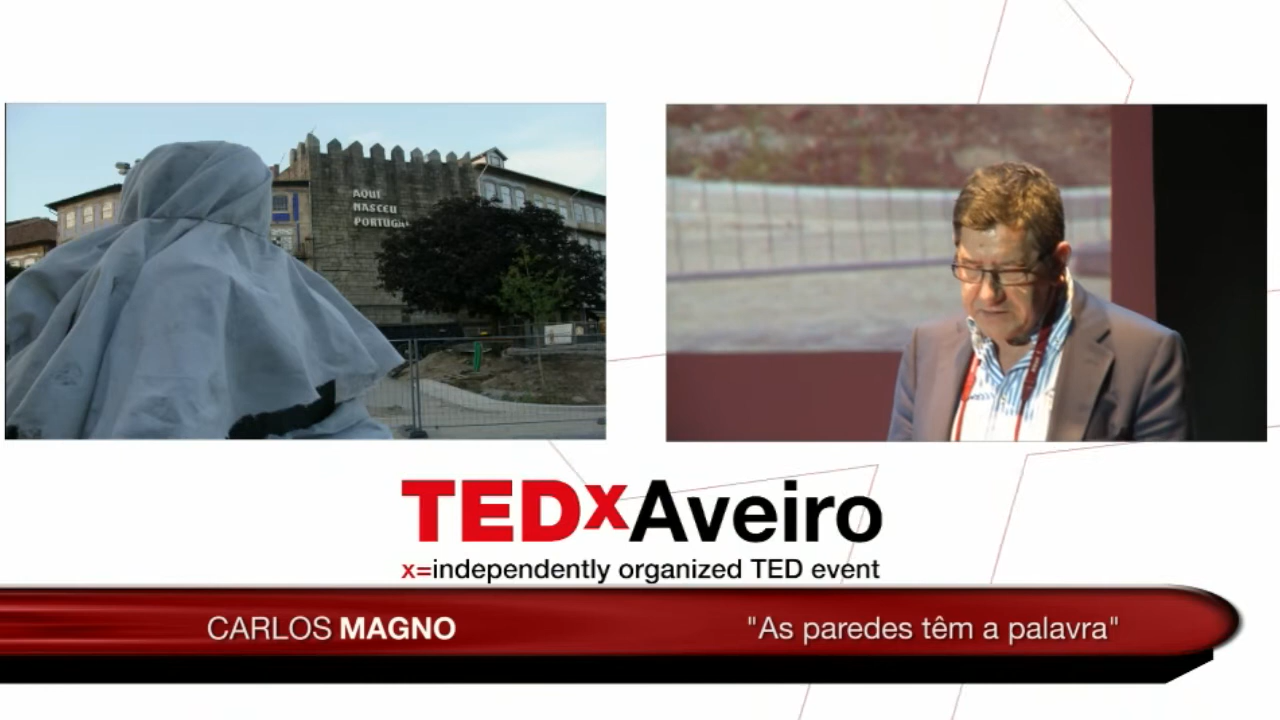 AQUI
NASCEU
PORTUGAL
TEDxAveiro
x=independently organized TED event
CARLOS MAGNO
"As paredes têm a palavra"